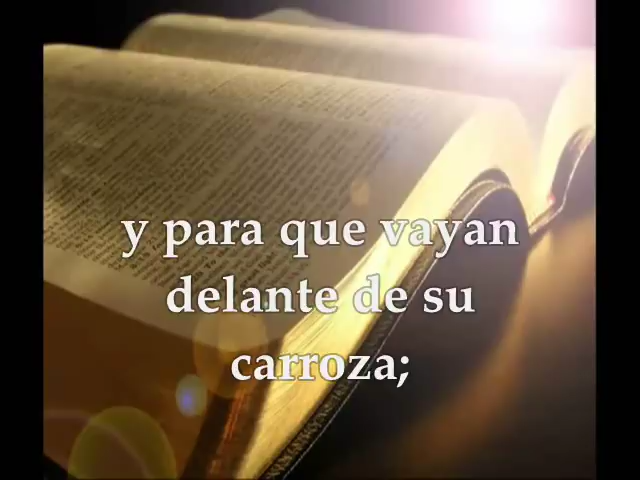 y para que vayan
delante de su
carroza;